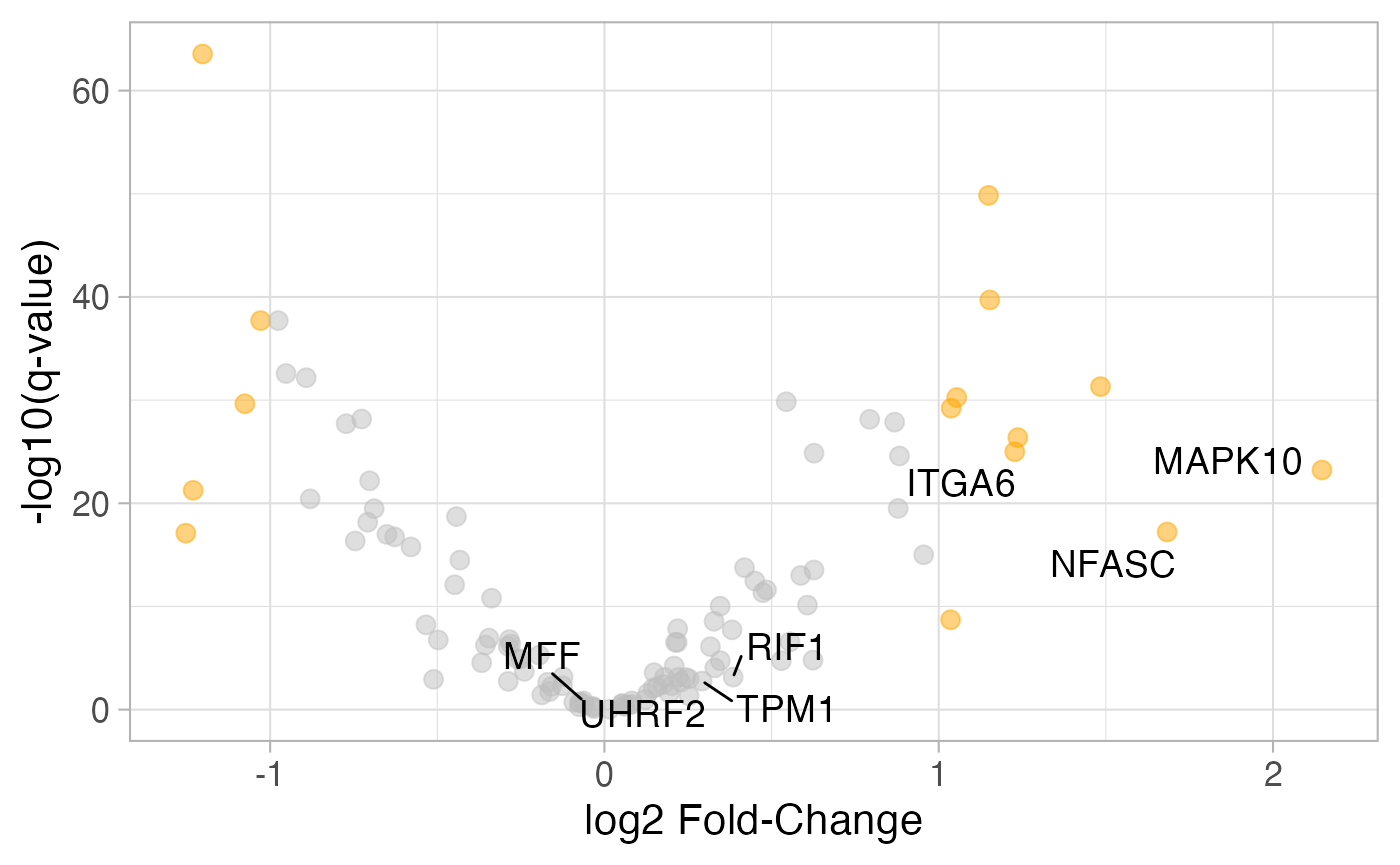 60
40
20
0
-log10(q-value)
MAPK10
ITGA6
NFASC
RIF1
MFF
TPM1
UHRF2
-1
0
1
2
log2 Fold-Change